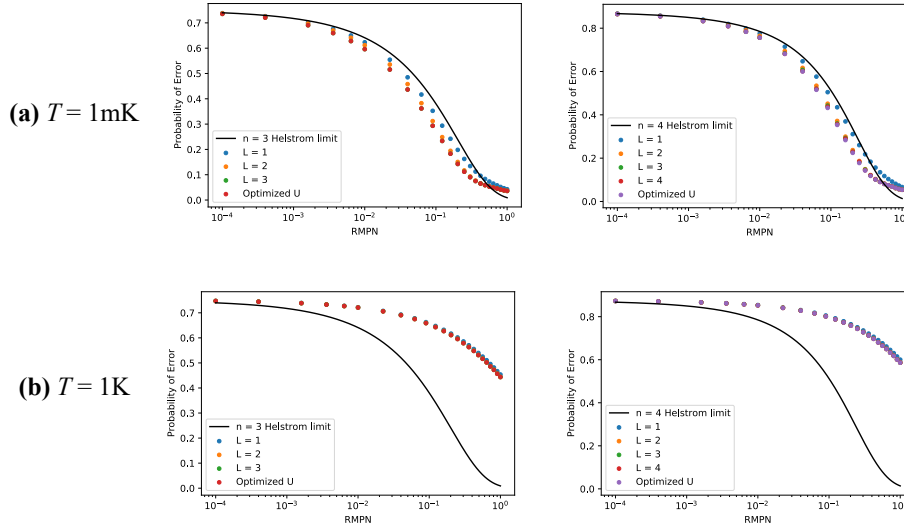 (a) T = 1mK
Probability of Error
0.7
0.6
0.5
0.4
0.3
0.2
0.1
0.0
n = 3 Helstrom limit
L = 1
L = 2
L = 3
Optimized U
10⁻⁴ 10⁻³ 10⁻² 10⁻¹ 10⁰
RMPN
Probability of Error
0.8
0.6
0.4
0.2
0.0
n = 4 Helstrom limit
L = 1
L = 2
L = 3
L = 4
Optimized U
10⁻⁴ 10⁻³ 10⁻² 10⁻¹ 10⁰
RMPN
(b) T = 1K
Probability of Error
0.7
0.6
0.5
0.4
0.3
0.2
0.1
0.0
n = 3 Helstrom limit
L = 1
L = 2
L = 3
Optimized U
10⁻⁴ 10⁻³ 10⁻² 10⁻¹ 10⁰
RMPN
Probability of Error
0.8
0.6
0.4
0.2
0.0
n = 4 Helstrom limit
L = 1
L = 2
L = 3
L = 4
Optimized U
10⁻⁴ 10⁻³ 10⁻² 10⁻¹ 10⁰
RMPN